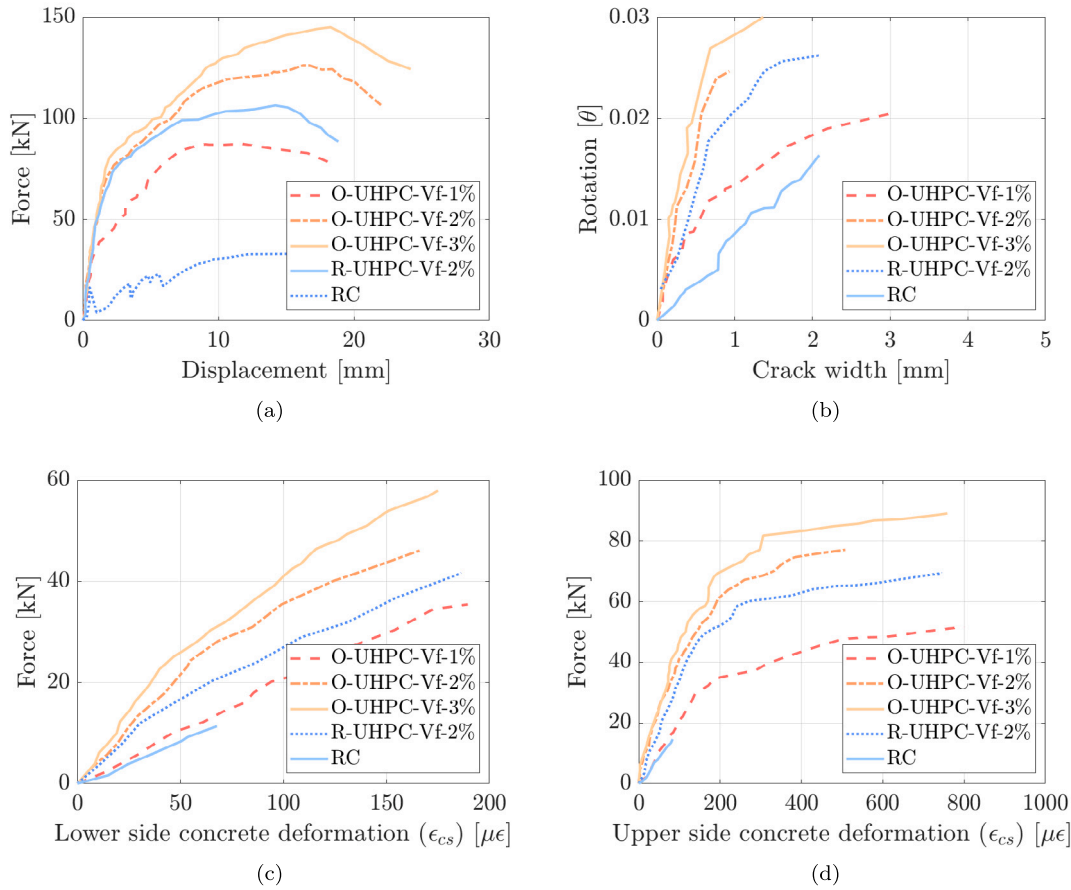 150
100
50
0
Force [kN]
0
10
20
30
Displacement [mm]
O-UHPC-Vf-1%
O-UHPC-Vf-2%
O-UHPC-Vf-3%
R-UHPC-Vf-2%
RC
(a)
0.03
0.02
0.01
0
Rotation [θ]
0
1
2
3
4
5
Crack width [mm]
O-UHPC-Vf-1%
O-UHPC-Vf-2%
O-UHPC-Vf-3%
R-UHPC-Vf-2%
RC
(b)
60
40
20
0
Force [kN]
0
50
100
150
200
Lower side concrete deformation (ϵcs) [μϵ]
O-UHPC-Vf-1%
O-UHPC-Vf-2%
O-UHPC-Vf-3%
R-UHPC-Vf-2%
RC
(c)
100
80
60
40
20
0
Force [kN]
0
200
400
600
800
1000
Upper side concrete deformation (ϵcs) [μϵ]
O-UHPC-Vf-1%
O-UHPC-Vf-2%
O-UHPC-Vf-3%
R-UHPC-Vf-2%
RC
(d)